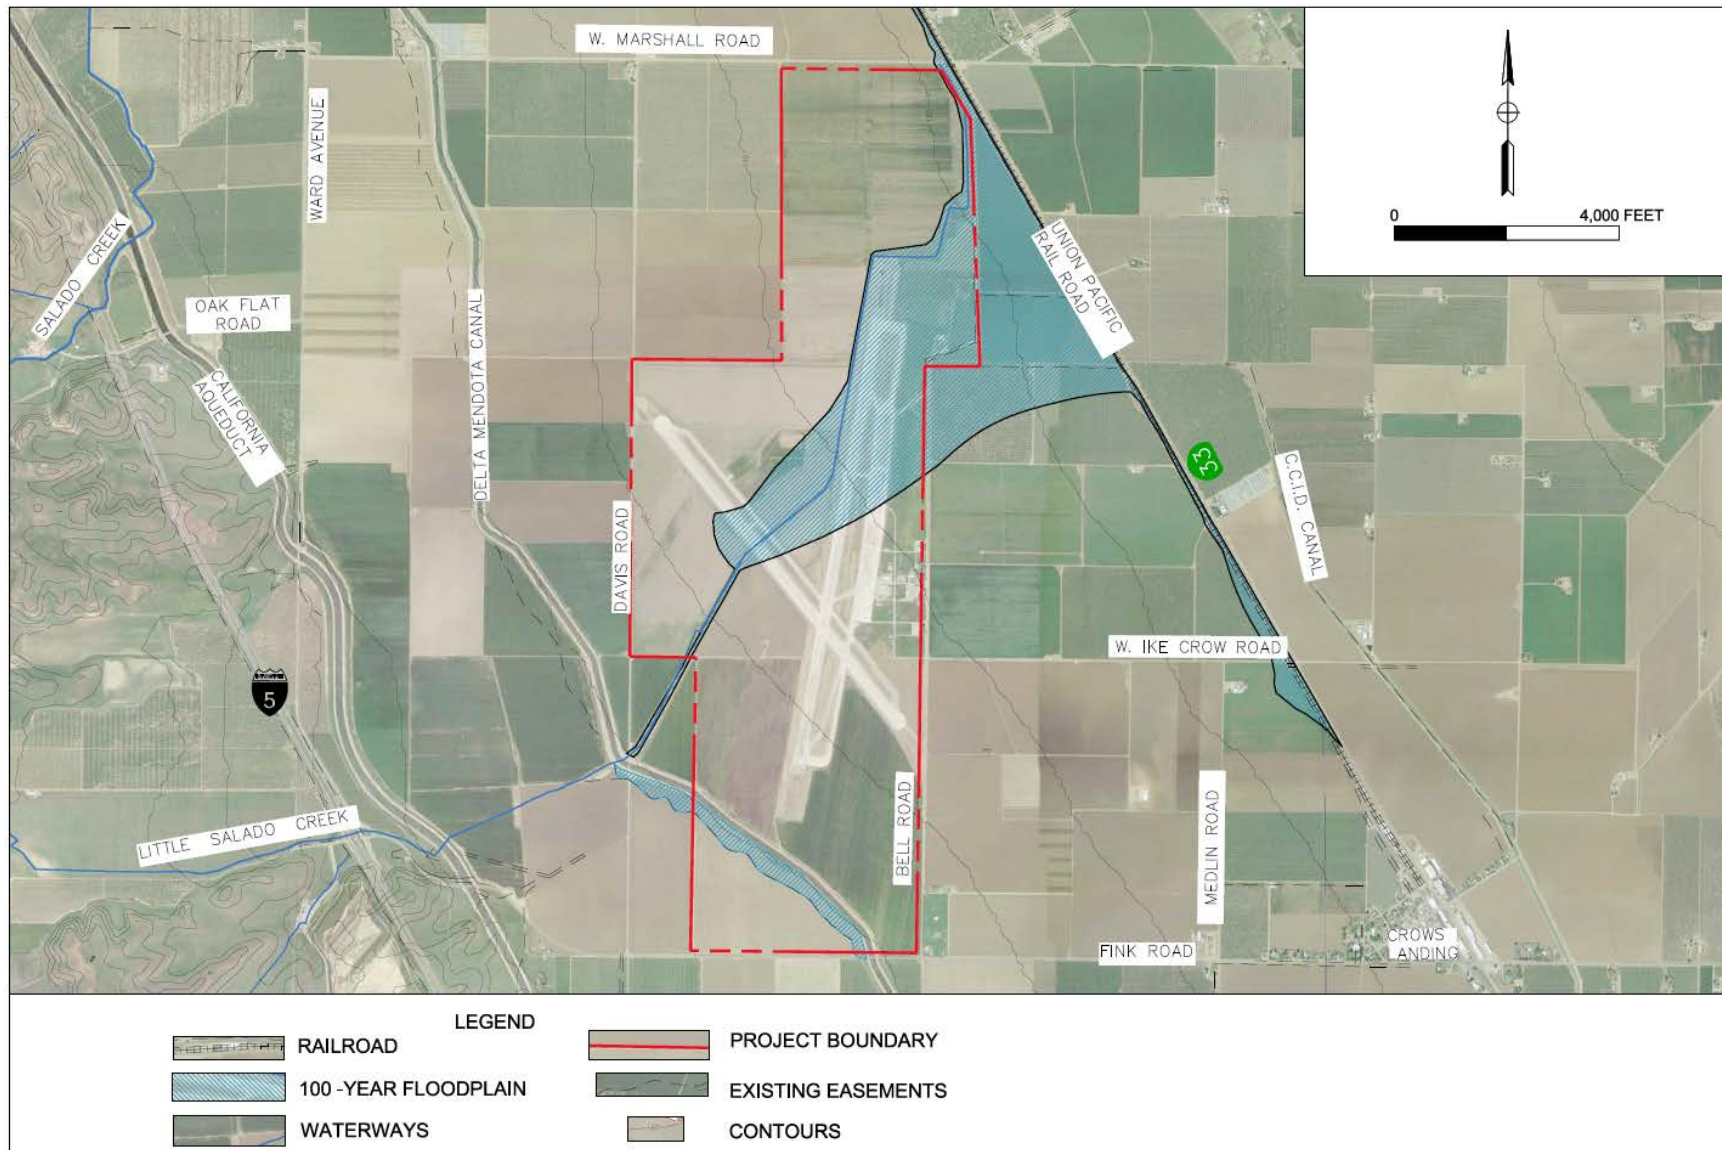 W. MARSHALL ROAD
WARD AVENUE
0 4,000 FEET
SALADO CREEK
OAK FLAT
ROAD
UNION PACIFIC
RAIL ROAD
DELTA MENDOTA CANAL
CALIFORNIA
AQUEDUCT
33
C.C.I.D. CANAL
DAVIS ROAD
W. IKE CROW ROAD
5
LITTLE SALADO CREEK
BELL ROAD
MEDLIN ROAD
FINK ROAD
CROWS
ANDING
LEGEND
RAILROAD
PROJECT BOUNDARY
100 -YEAR FLOODPLAIN
EXISTING EASEMENTS
WATERWAYS
CONTOURS